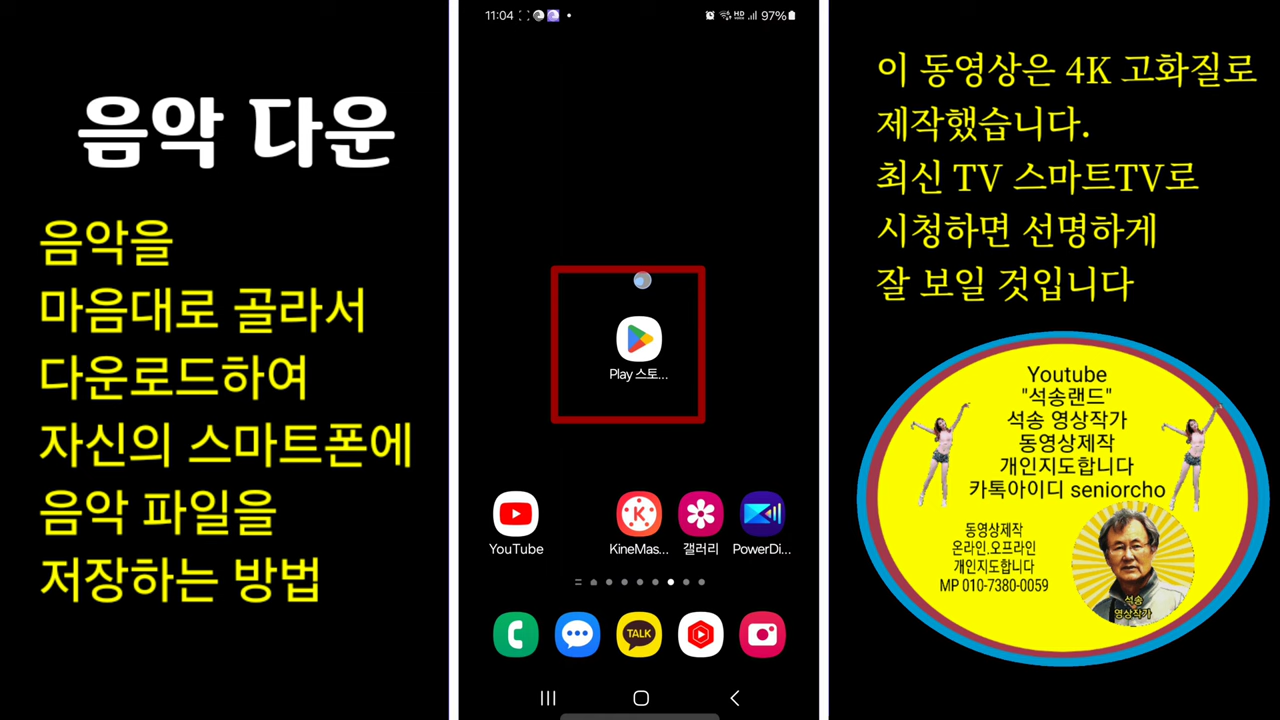 음악 다운
음악을
마음대로 골라서
다운로드하여
자신의 스마트폰에
음악 파일을
저장하는 방법
11:04
HD
97%
Play 스토...
YouTube
KineMas...
갤러리
PowerDi...
TALK
이 동영상은 4K 고화질로
제작했습니다.
최신 TV 스마트TV로
시청하면 선명하게
잘 보일 것입니다
Youtube
"석송랜드"
석송 영상작가
동영상제작
개인지도합니다
카톡아이디 seniorcho
동영상제작
온라인.오프라인
개인지도합니다
MP 010-7380-0059
석송
영상작가